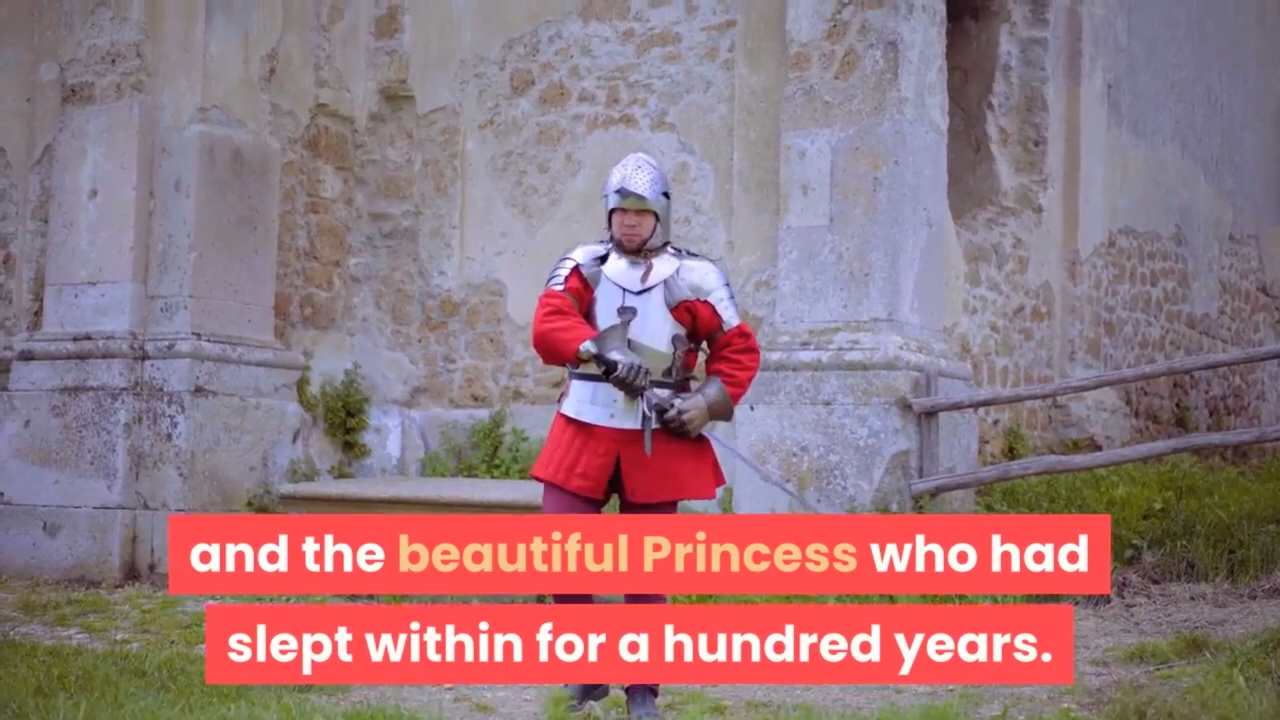 and the beautiful Princess who had
slept within for a hundred years.